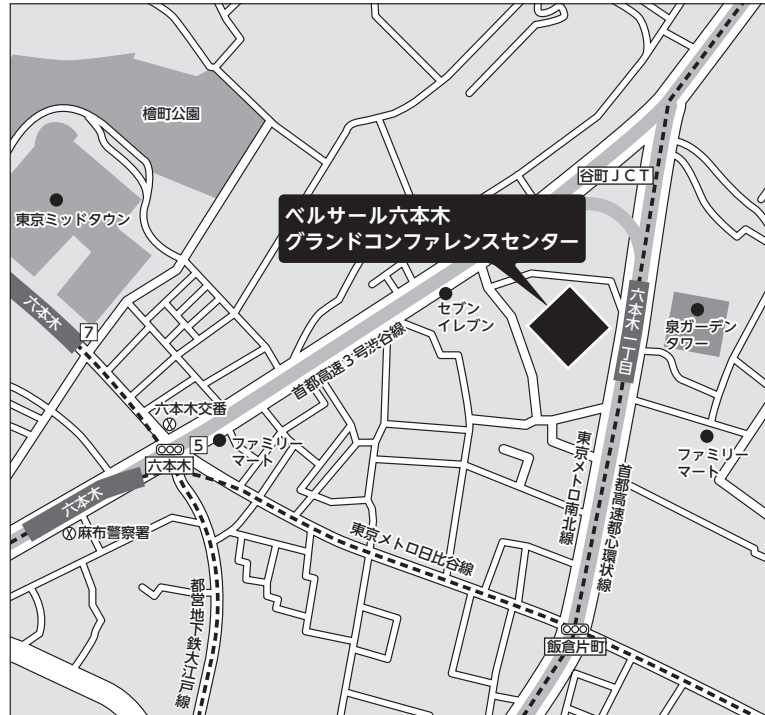 檜町公園
谷町ＪＣＴ
東京ミッドタウン
ベルサール六本木
グランドコンファレンスセンター
六本木
7
セブン
イレブン
六本木一丁目
泉ガーデン
タワー
首都高速３号渋谷線
六本木交番
5
ファミリー
マート
六本木
六本木
麻布警察署
ファミリー
マート
東京メトロ南北線
首都高速都心環状線
東京メトロ日比谷線
都営地下鉄大江戸線
飯倉片町